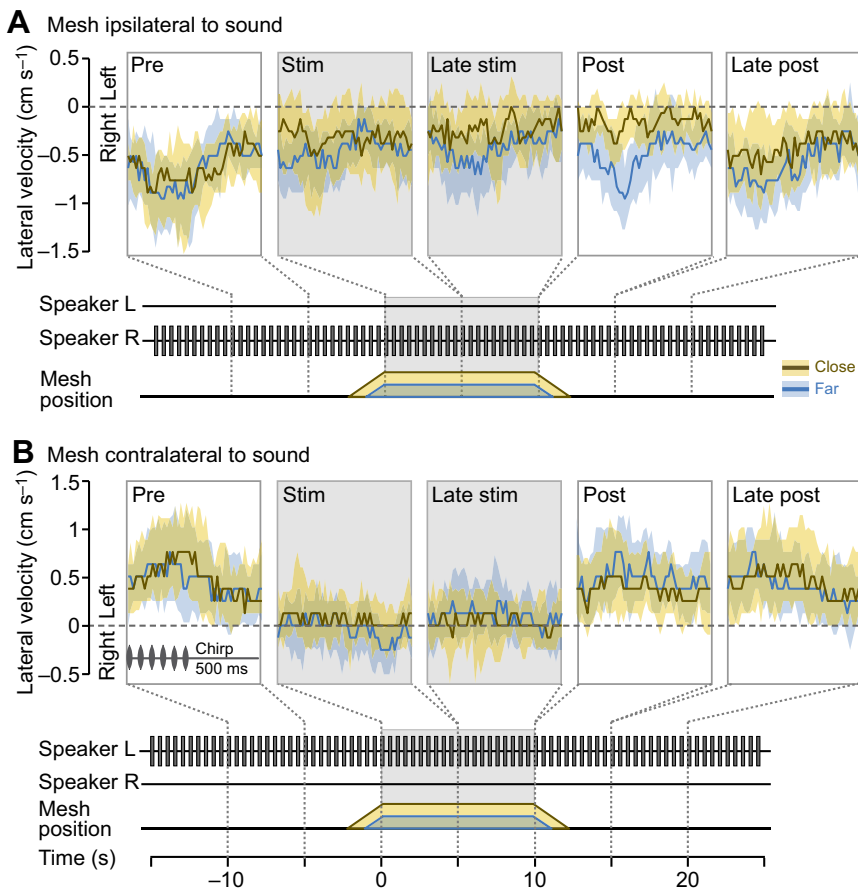 A Mesh ipsilateral to sound
Lateral velocity (cm s–1)
Right Left
0.5
0
–0.5
–1
–1.5
Pre
Stim
Late stim
Post
Late post
Speaker L
Speaker R
Mesh
position
Close
Far
B Mesh contralateral to sound
Lateral velocity (cm s–1)
Right Left
1.5
1
0.5
0
–0.5
Pre
Stim
Late stim
Post
Late post
Chirp
500 ms
Speaker L
Speaker R
Mesh
position
Time (s)
–10
0
10
20